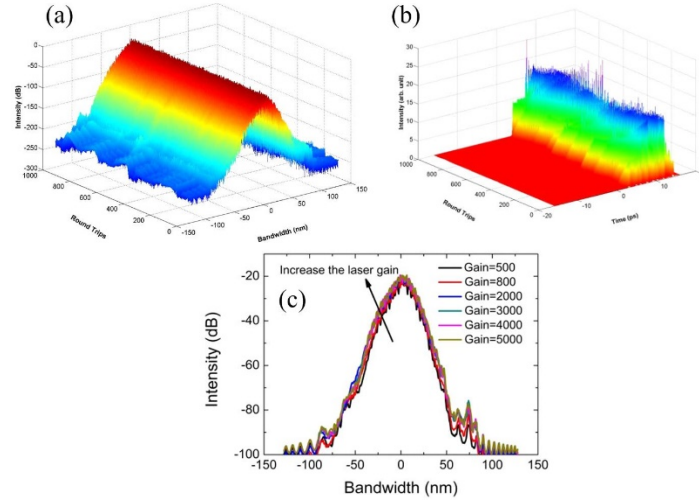 (a)
0
-50
-100
-150
-200
-250
-300
Intensity (dB)
1000
800
600
400
200
0
Round Trips
-150
-100
-50
0
50
100
150
Bandwidth (nm)
(b)
35
30
25
20
15
10
5
0
Intensity (arb. unit)
1000
800
600
400
200
0
Round Trips
-20
-10
0
10
Time (ps)
(c)
Increase the laser gain
Gain=500
Gain=800
Gain=2000
Gain=3000
Gain=4000
Gain=5000
-20
-40
-60
-80
-100
Intensity (dB)
-150
-100
-50
0
50
100
150
Bandwidth (nm)